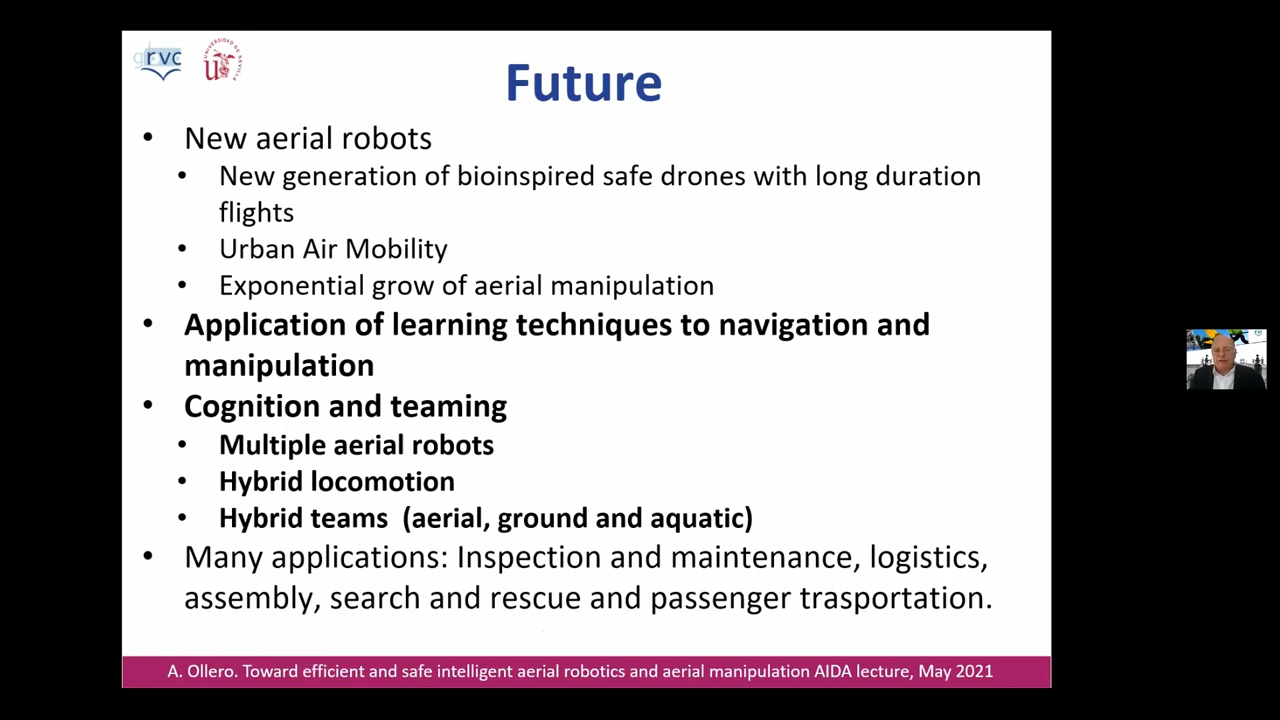 grvc
UNIVERSIDAD DE SEVILLA
Future
• New aerial robots
• New generation of bioinspired safe drones with long duration
flights
• Urban Air Mobility
• Exponential grow of aerial manipulation
• Application of learning techniques to navigation and
manipulation
• Cognition and teaming
• Multiple aerial robots
• Hybrid locomotion
• Hybrid teams (aerial, ground and aquatic)
• Many applications: Inspection and maintenance, logistics,
assembly, search and rescue and passenger trasportation.
A. Ollero. Toward efficient and safe intelligent aerial robotics and aerial manipulation AIDA lecture, May 2021